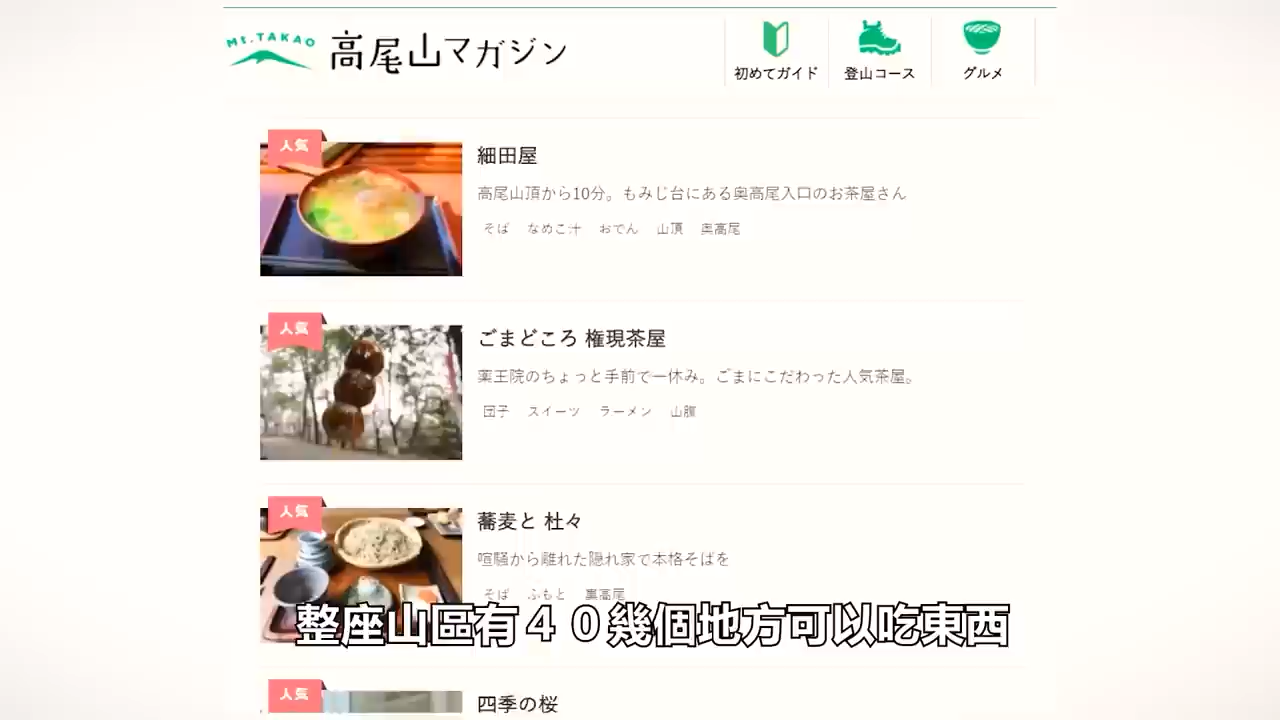 Mt.TAKAO 高尾山マガジン
初めてガイド 登山コース グルメ
人気
細田屋
高尾山頂から10分。もみじ台にある奥高尾入口のお茶屋さん
そば なめこ汁 おでん 山頂 奥高尾
人気
ごまどころ 権現茶屋
薬王院のちょっと手前で一休み。ごまにこだわった人気茶屋。
団子 スイーツ ラーメン 山腹
人気
蕎麦と 杜々
喧騒から離れた隠れ家で本格そばを
そば ふもと 裏高尾
整座山區有４０幾個地方可以吃東西
人気
四季の桜